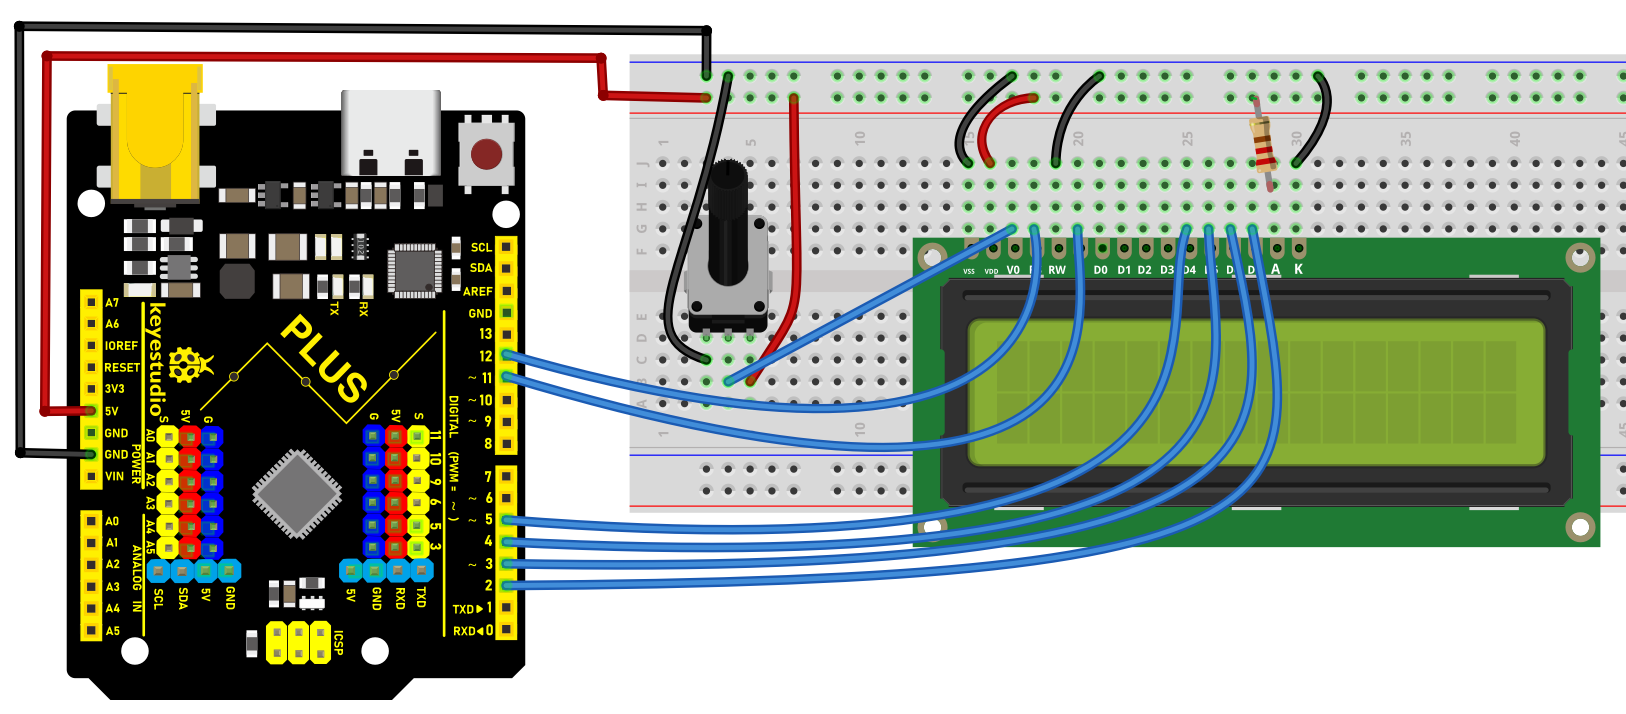 SCL
SDA
AREF
GND
13
12
~ 11
~ 10
~ 9
8
7
~ 6
~ 5
4
~ 3
2
TXD▶1
RXD◀0
DIGITAL (PWM = ~)
A7
A6
IOREF
RESET
3V3
5V
GND
GND
VIN
POWER
A0
A1
A2
A3
A4
A5
ANALOG IN
keyestudio
PLUS
TX
RX
S 5V G
A0
A1
A2
A3
A4
A5
G 5V S
11
10
9
6
5
3
SCL SDA 5V GND
5V GND RXD TXD
ICSP
1 5 10 15 20 25 30 35 40 45
J
I
H
G
F
E
D
C
B
A
1 10 45
VSS VDD V0 RW D0 D1 D2 D3 D4 A K